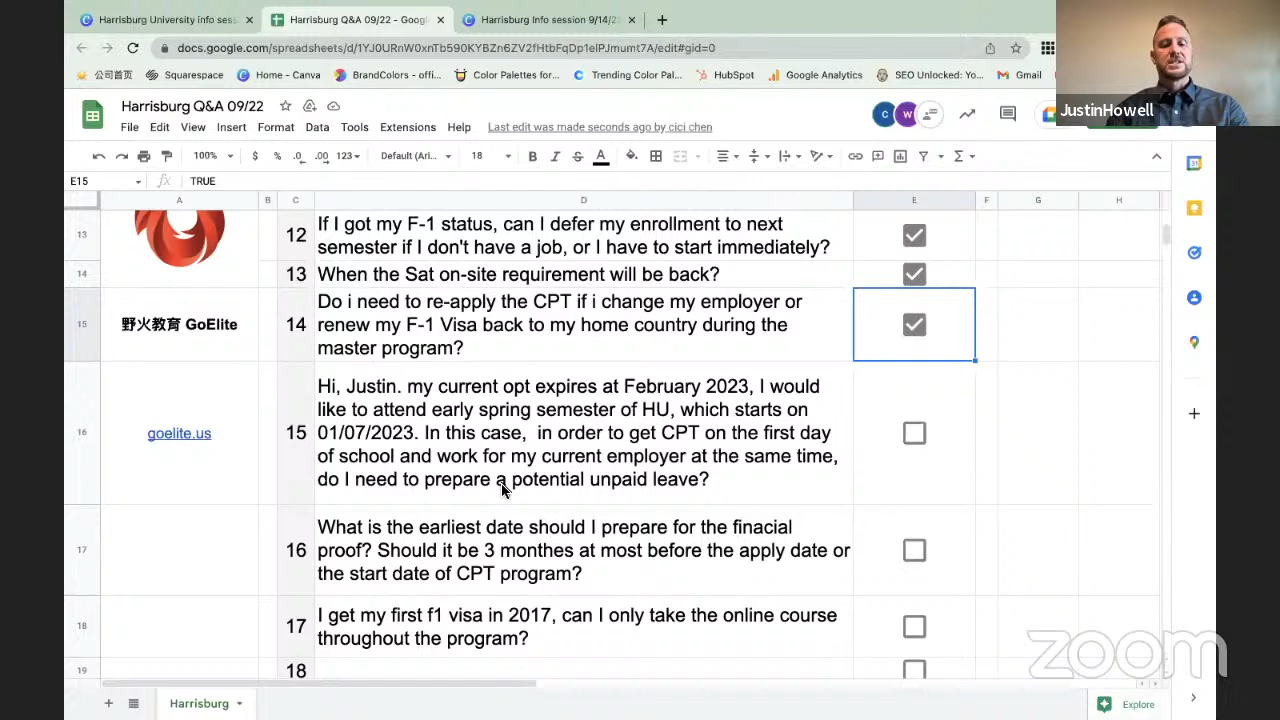 Harrisburg University info sess
Harrisburg Q&A 09/22 - Google
Harrisburg Info session 9/14/2
docs.google.com/spreadsheets/d/1YJ0URnW0xnTb590KYBZn6ZV2fHtbFqDp1elPJmumt7A/edit#gid=0
公司首页
Squarespace
Home - Canva
BrandColors - offi...
Color Palettes for...
Trending Color Pal...
HubSpot
Google Analytics
SEO Unlocked: Yo...
Gmail
JustinHowell
Harrisburg Q&A 09/22
File Edit View Insert Format Data Tools Extensions Help Last edit was made seconds ago by cici chen
C W
100% $ % .0 .00 123 Default (Ari... 18 B I S A
E15 fx TRUE
A B C D E F G H
13 12 If I got my F-1 status, can I defer my enrollment to next
semester if I don't have a job, or I have to start immediately?
14 13 When the Sat on-site requirement will be back?
15 野火教育 GoElite 14 Do i need to re-apply the CPT if i change my employer or
renew my F-1 Visa back to my home country during the
master program?
16 goelite.us 15 Hi, Justin. my current opt expires at February 2023, I would
like to attend early spring semester of HU, which starts on
01/07/2023. In this case, in order to get CPT on the first day
of school and work for my current employer at the same time,
do I need to prepare a potential unpaid leave?
17 16 What is the earliest date should I prepare for the finacial
proof? Should it be 3 monthes at most before the apply date or
the start date of CPT program?
18 17 I get my first f1 visa in 2017, can I only take the online course
throughout the program?
19 18
zoom
Harrisburg
Explore